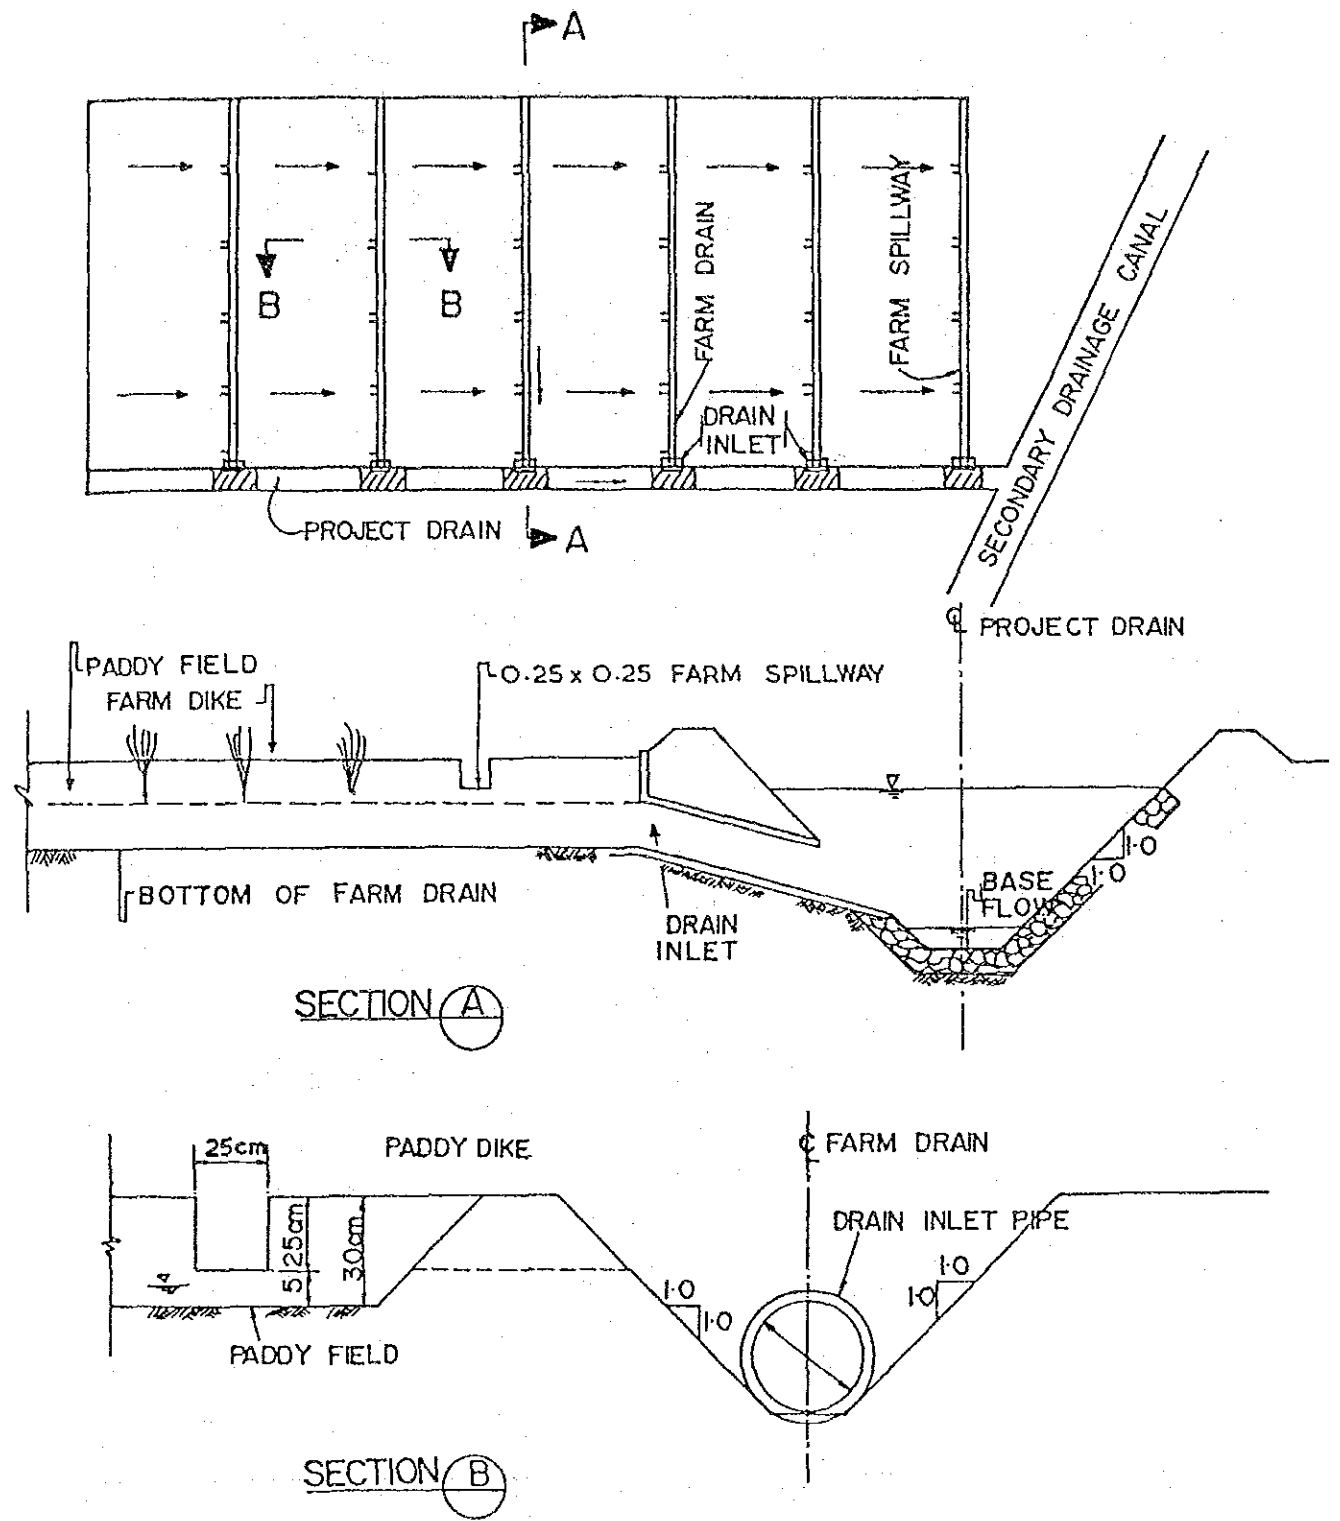 A
FARM DRAIN
FARM SPILLWAY
SECONDARY DRAINAGE CANAL
B
B
DRAIN
INLET
PROJECT DRAIN
A
℄ PROJECT DRAIN
PADDY FIELD
FARM DIKE
0.25 x 0.25 FARM SPILLWAY
1.0
1.0
BASE
FLOW
BOTTOM OF FARM DRAIN
DRAIN
INLET
SECTION A
25cm
PADDY DIKE
℄ FARM DRAIN
DRAIN INLET PIPE
5
25cm
30cm.
1.0
1.0
1.0
1.0
PADDY FIELD
SECTION B